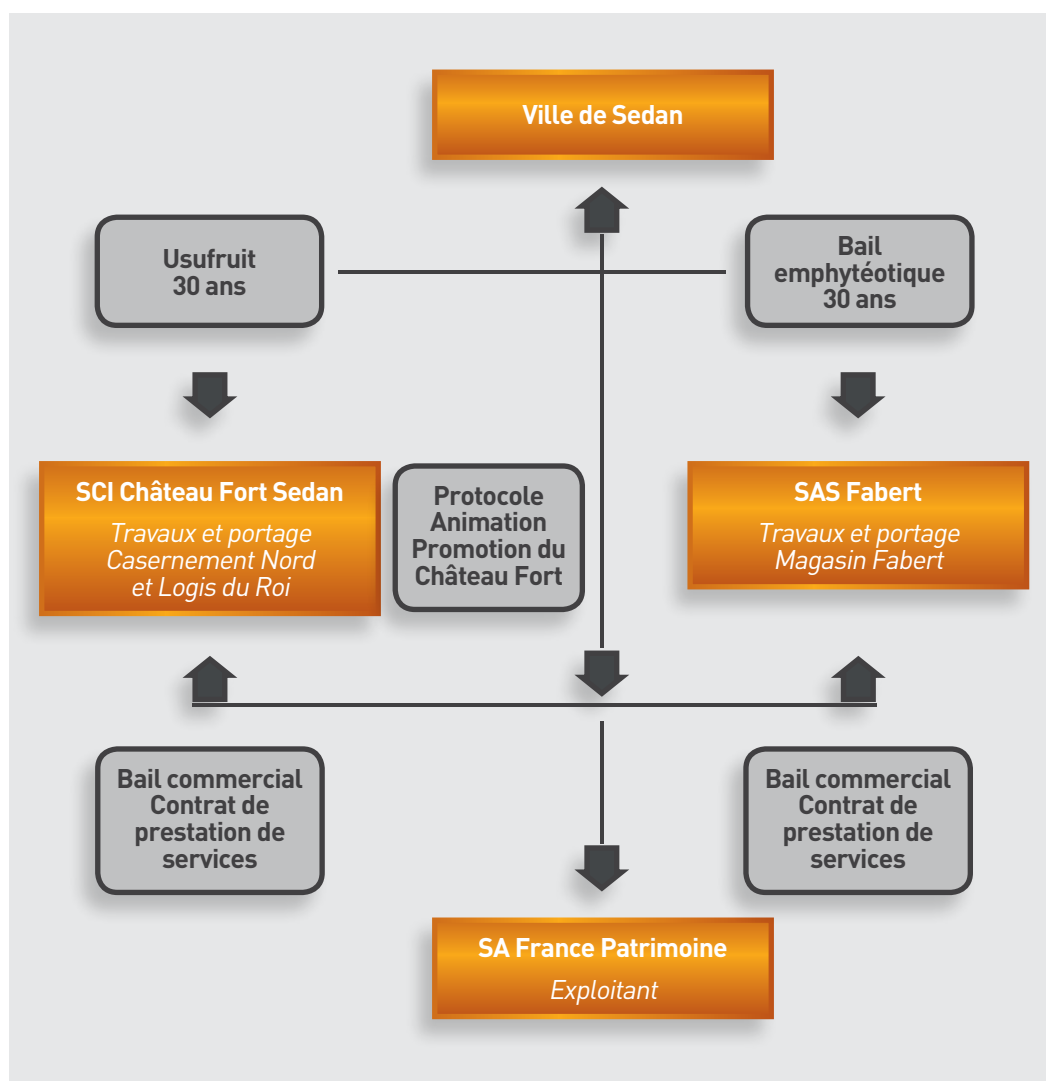 Ville de Sedan
Usufruit
30 ans
Bail
emphytéotique
30 ans
SCI Château Fort Sedan
Travaux et portage
Casernement Nord
et Logis du Roi
Protocole
Animation
Promotion du
Château Fort
SAS Fabert
Travaux et portage
Magasin Fabert
Bail commercial
Contrat de
prestation de
services
Bail commercial
Contrat de
prestation de
services
SA France Patrimoine
Exploitant